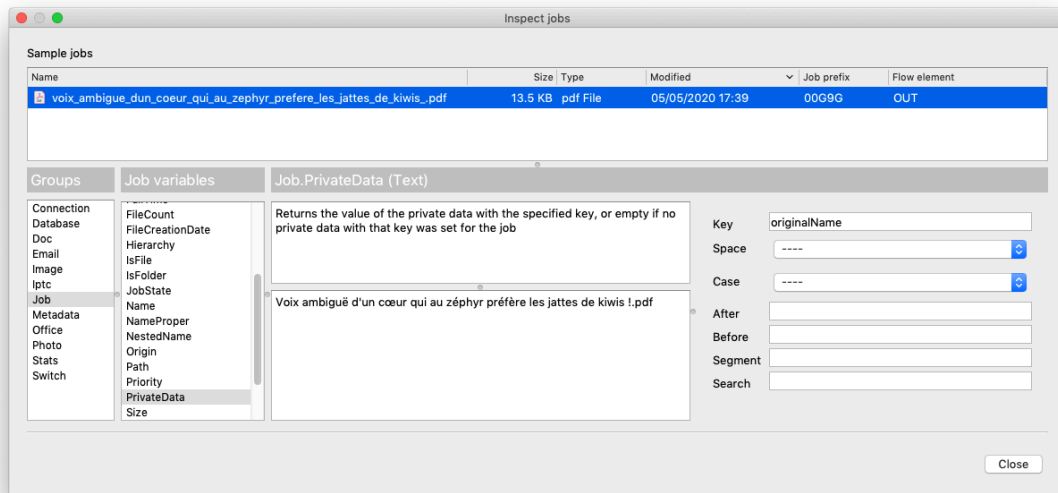 Inspect jobs
Sample jobs
Name Size Type Modified Job prefix Flow element
voix_ambigue_dun_coeur_qui_au_zephyr_prefere_les_jattes_de_kiwis_.pdf 13.5 KB pdf File 05/05/2020 17:39 00G9G OUT
Groups Job variables Job.PrivateData (Text)
Connection
Database
Doc
Email
Image
Iptc
Job
Metadata
Office
Photo
Stats
Switch
FileCount
FileCreationDate
Hierarchy
IsFile
IsFolder
JobState
Name
NameProper
NestedName
Origin
Path
Priority
PrivateData
Size
Returns the value of the private data with the specified key, or empty if no
private data with that key was set for the job
Voix ambiguë d'un cœur qui au zéphyr préfère les jattes de kiwis !.pdf
Key originalName
Space ----
Case ----
After
Before
Segment
Search
Close